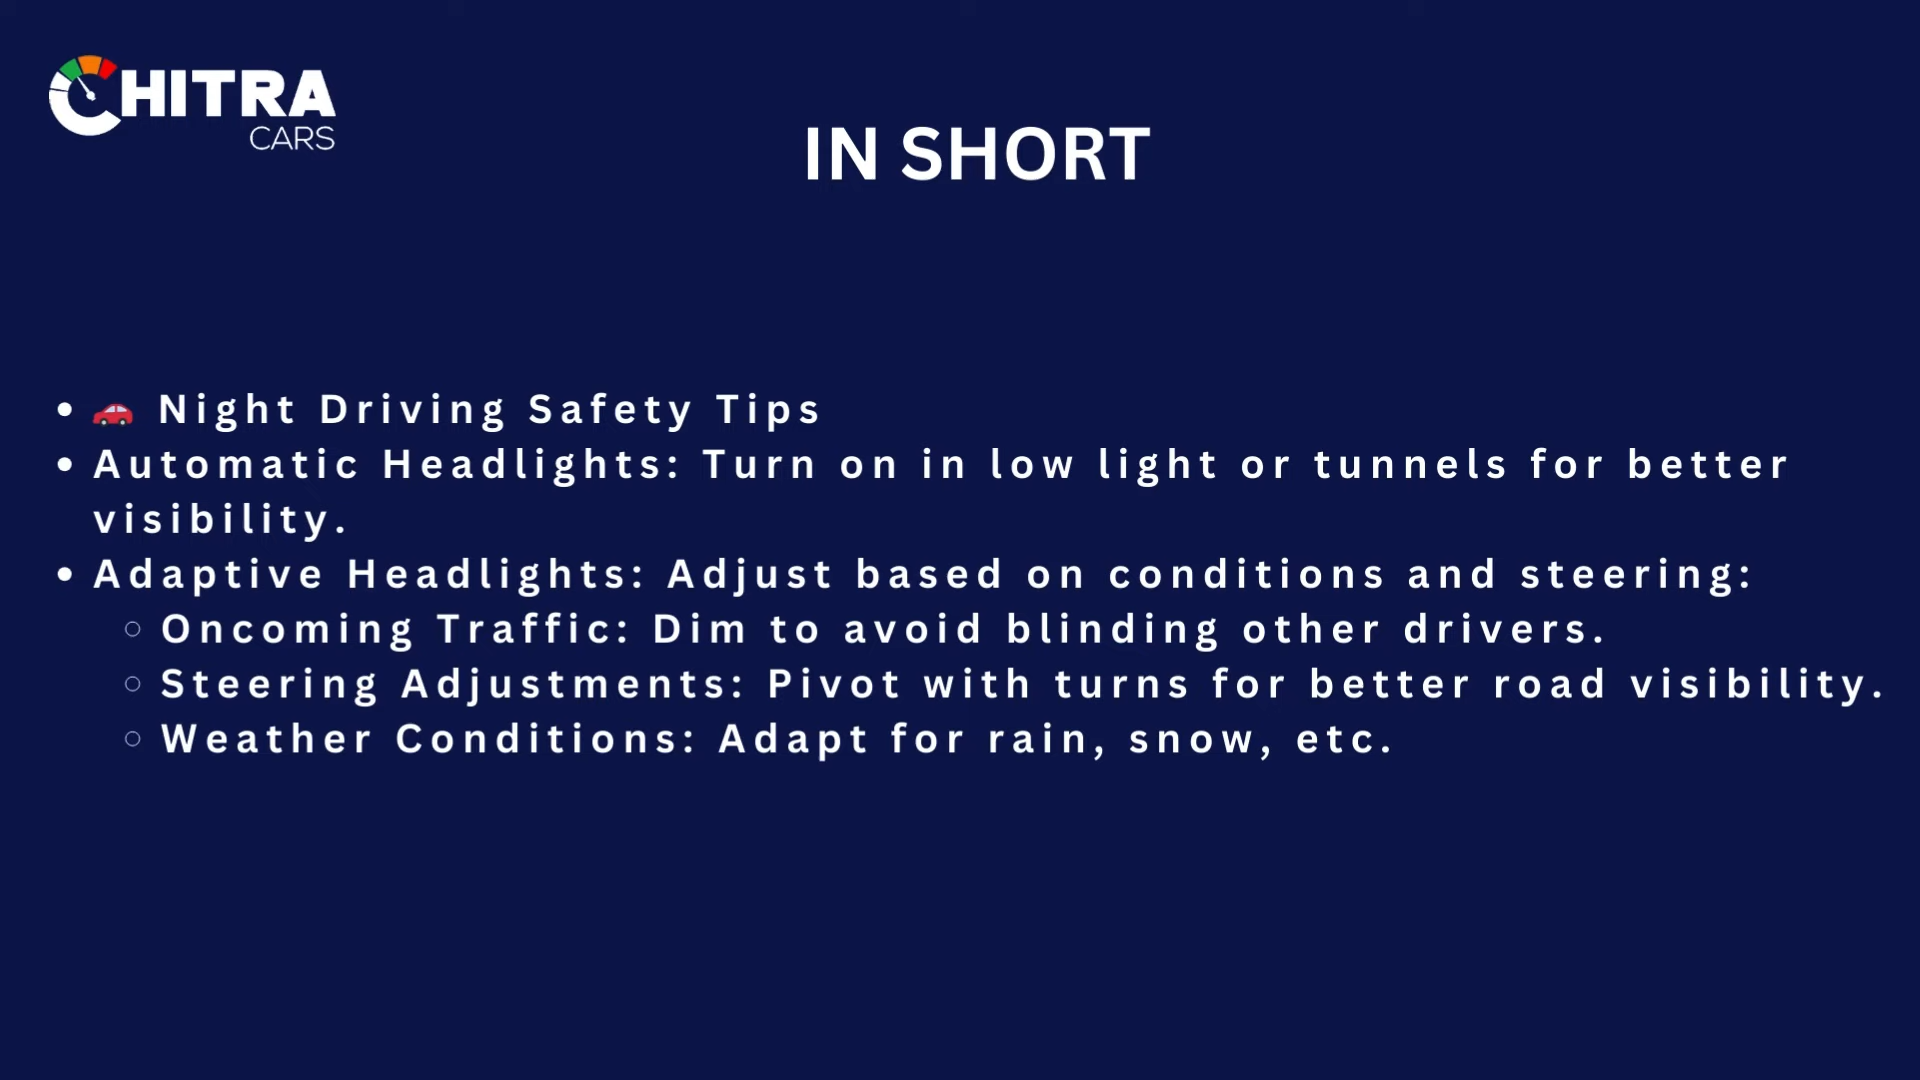 CHITRA
CARS
IN SHORT
• 🚗 Night Driving Safety Tips
• Automatic Headlights: Turn on in low light or tunnels for better
visibility.
• Adaptive Headlights: Adjust based on conditions and steering:
○ Oncoming Traffic: Dim to avoid blinding other drivers.
○ Steering Adjustments: Pivot with turns for better road visibility.
○ Weather Conditions: Adapt for rain, snow, etc.